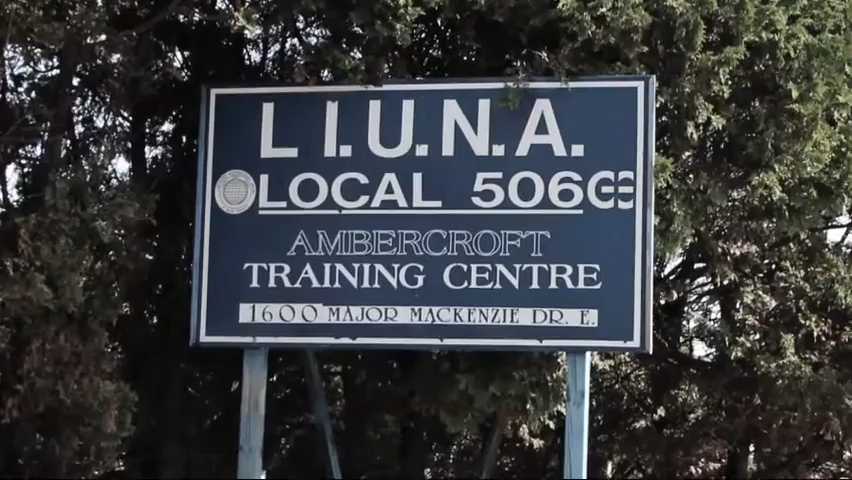 L.I.U.N.A.
LOCAL 506
AMBERCROFT
TRAINING CENTRE
1600 MAJOR MACKENZIE DR. E.